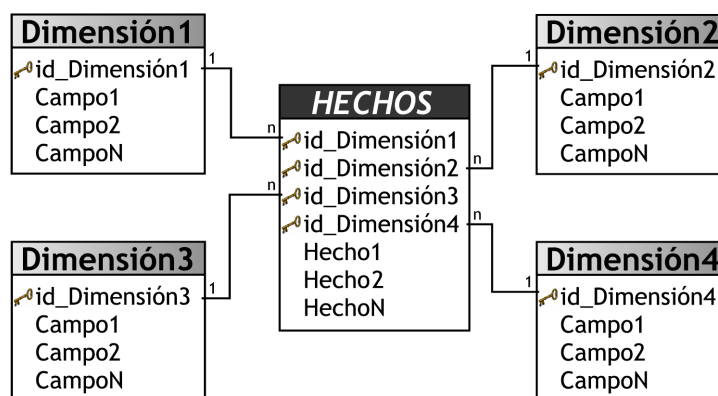 Dimensión1
id_Dimensión1
Campo1
Campo2
CampoN
1
n
HECHOS
id_Dimensión1
id_Dimensión2
id_Dimensión3
id_Dimensión4
Hecho1
Hecho2
HechoN
n
n
n
Dimensión2
id_Dimensión2
Campo1
Campo2
CampoN
1
Dimensión3
id_Dimensión3
Campo1
Campo2
CampoN
1
Dimensión4
id_Dimensión4
Campo1
Campo2
CampoN
1